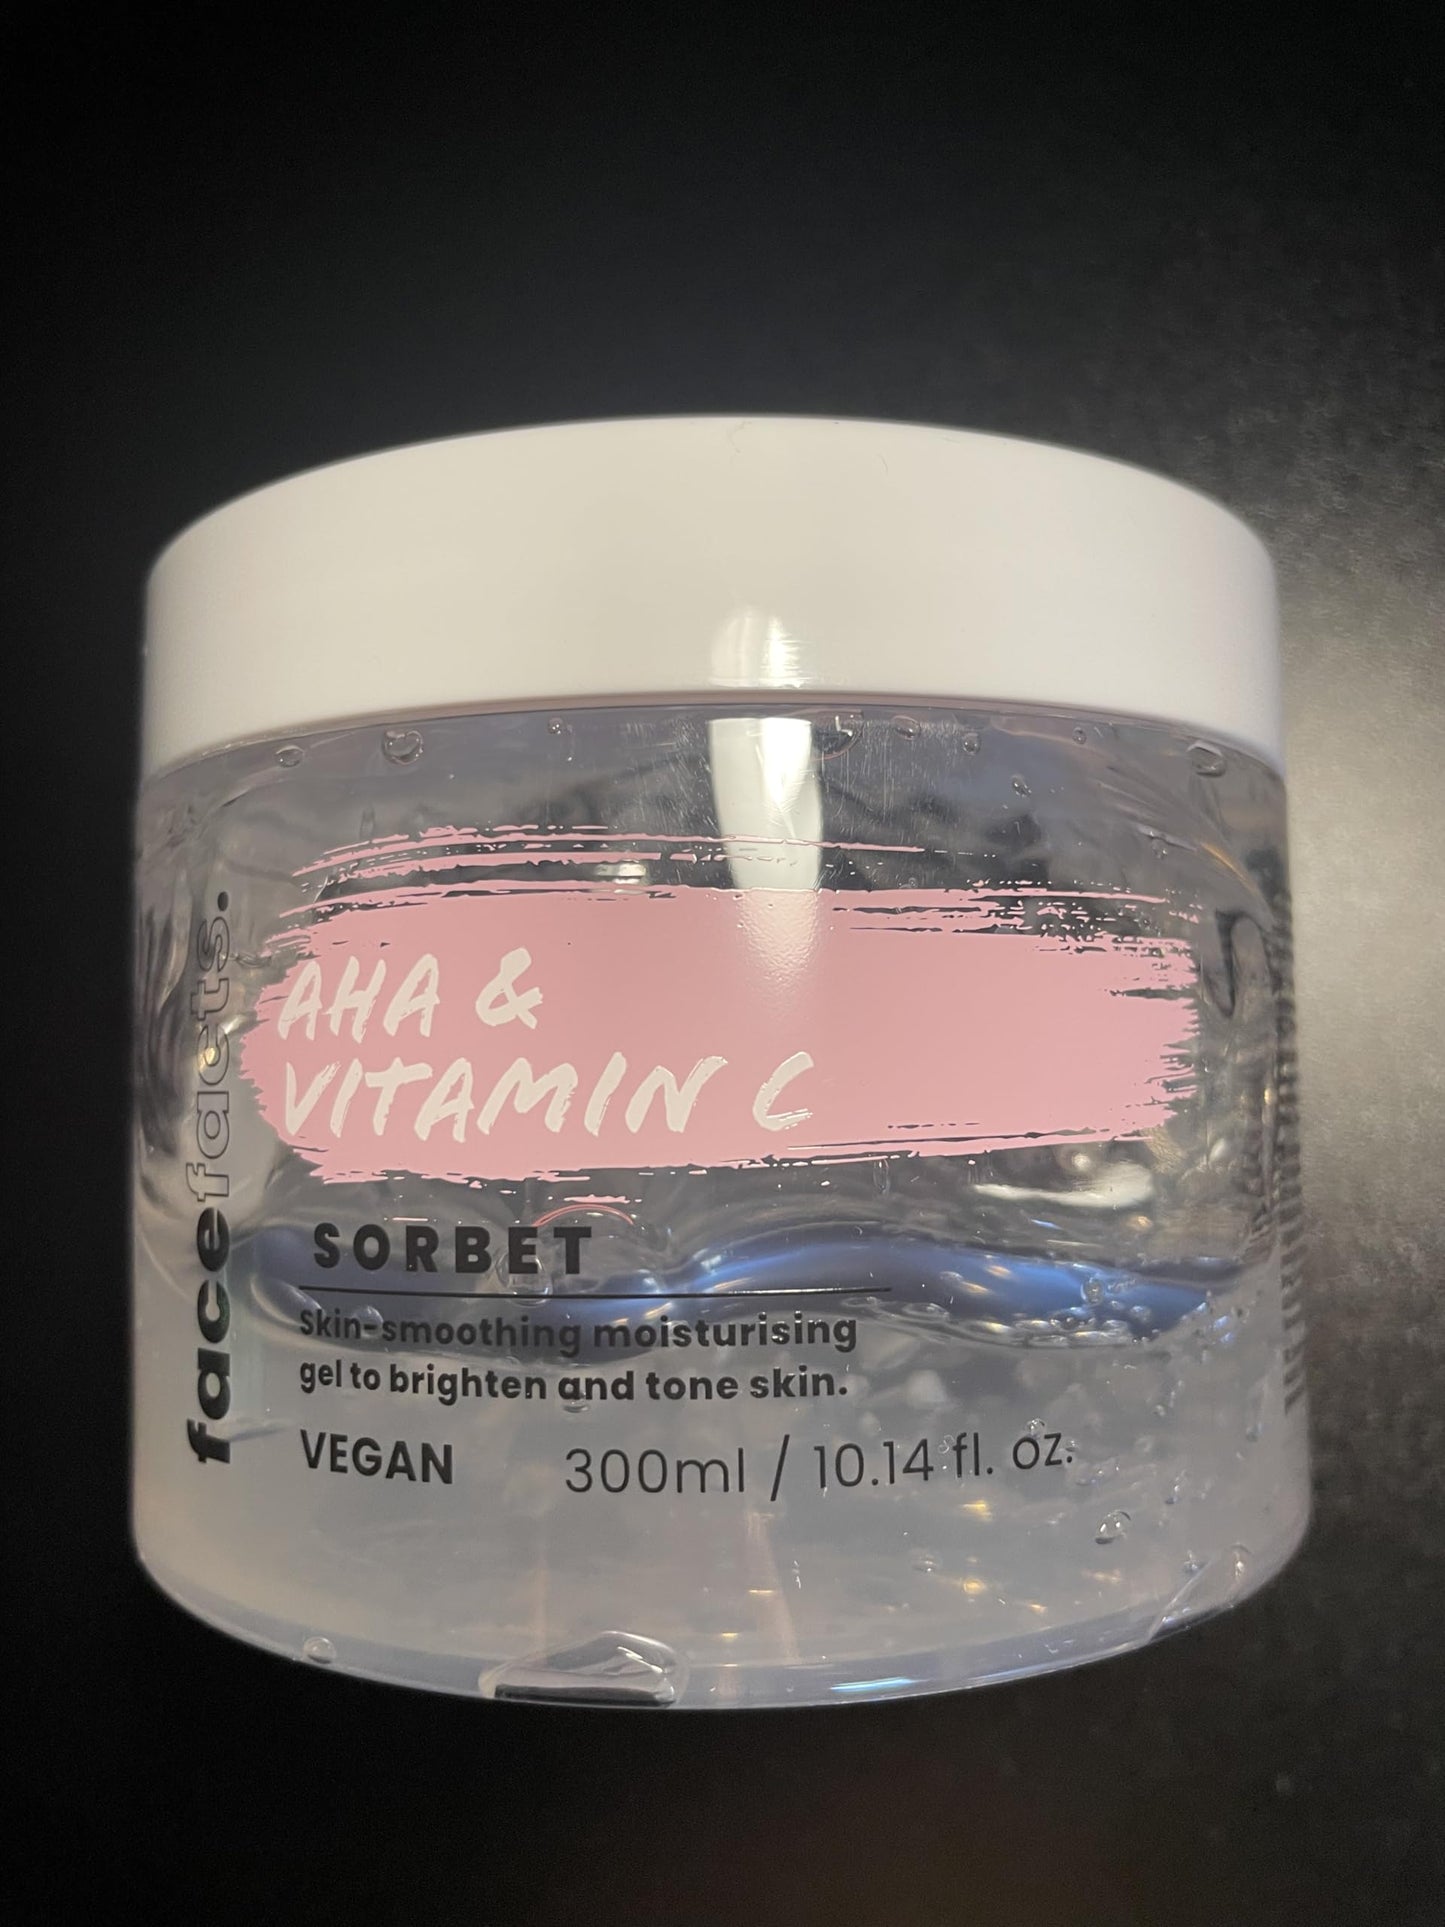 facefacts.
AHA &
VITAMIN C
SORBET
Skin-smoothing moisturising
gel to brighten and tone skin.
VEGAN 300ml / 10.14 fl. oz.